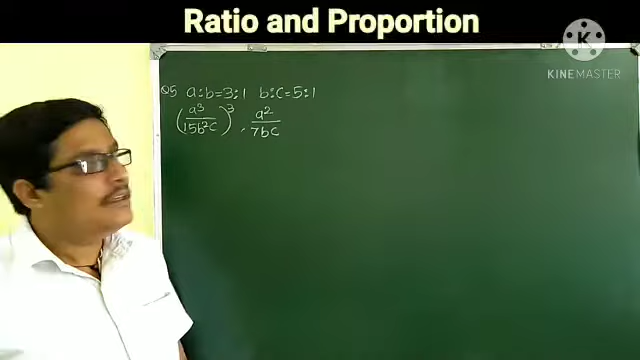 Ratio and Proportion
K
KINEMASTER
Q5 a:b=3:1 b:c=5:1
(a³/15b²c)³, a²/7bc